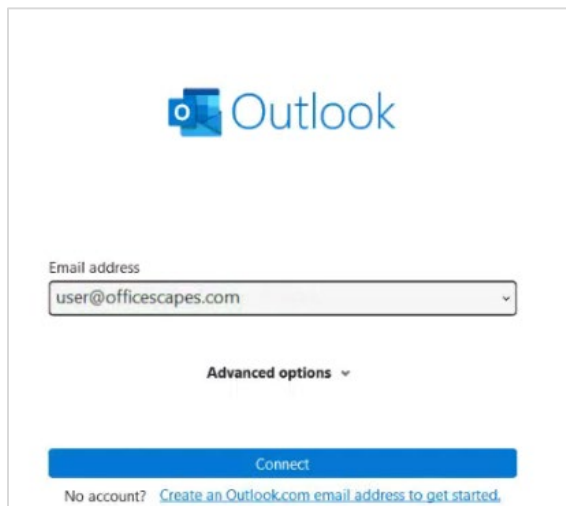 Outlook
Email address
user@officescapes.com
Advanced options
Connect
No account? Create an Outlook.com email address to get started.